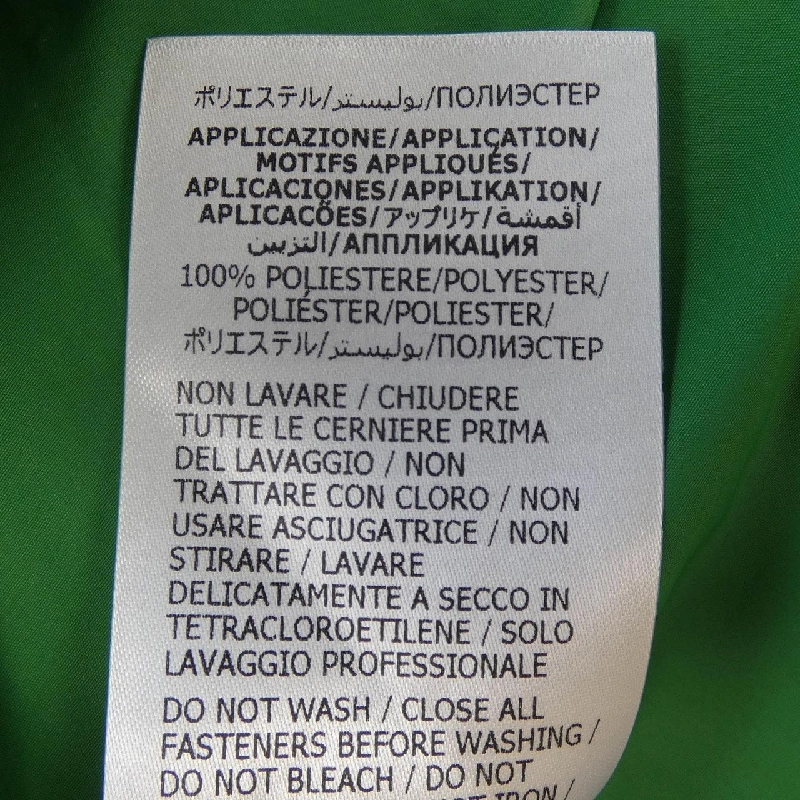 ポリエステル/بوليستر/ПОЛИЭСТЕР
APPLICAZIONE/APPLICATION/
MOTIFS APPLIQUÉS/
APLICACIONES/APPLIKATION/
APLICACÕES/アップリケ/أقمشة
التزيين/АППЛИКАЦИЯ
100% POLIESTERE/POLYESTER/
POLIÉSTER/POLIESTER/
ポリエステル/بوليستر/ПОЛИЭСТЕР
NON LAVARE / CHIUDERE
TUTTE LE CERNIERE PRIMA
DEL LAVAGGIO / NON
TRATTARE CON CLORO / NON
USARE ASCIUGATRICE / NON
STIRARE / LAVARE
DELICATAMENTE A SECCO IN
TETRACLOROETILENE / SOLO
LAVAGGIO PROFESSIONALE
DO NOT WASH / CLOSE ALL
FASTENERS BEFORE WASHING /
DO NOT BLEACH / DO NOT
IRON /